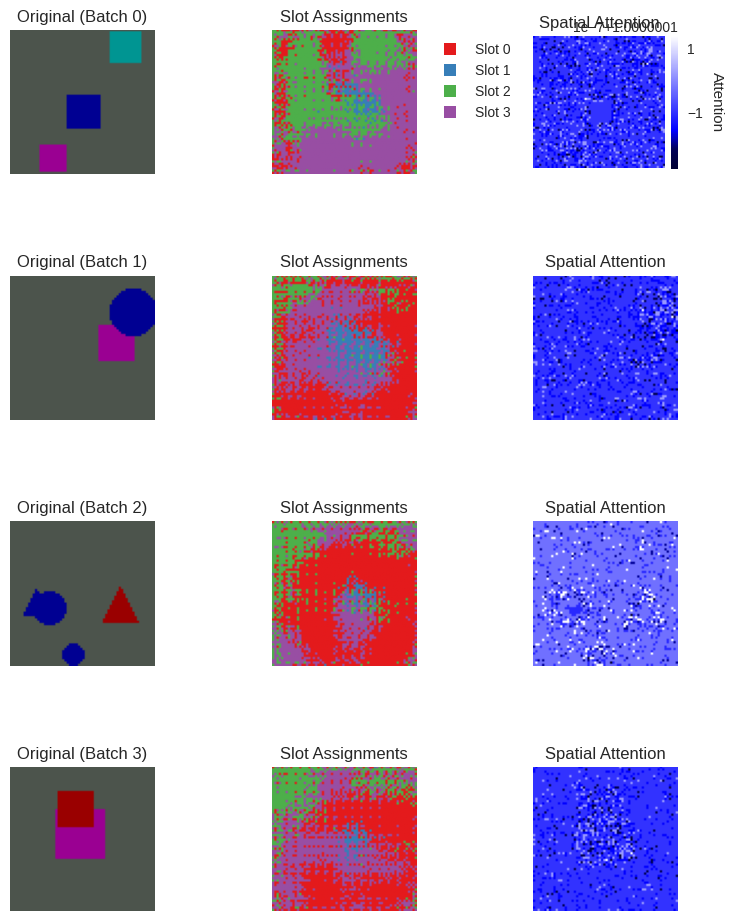 Original (Batch 0)
Slot Assignments
Slot 0
Slot 1
Slot 2
Slot 3
Spatial Attention
1e−7+1.0000001
1
−1
Attention
Original (Batch 1)
Slot Assignments
Spatial Attention
Original (Batch 2)
Slot Assignments
Spatial Attention
Original (Batch 3)
Slot Assignments
Spatial Attention